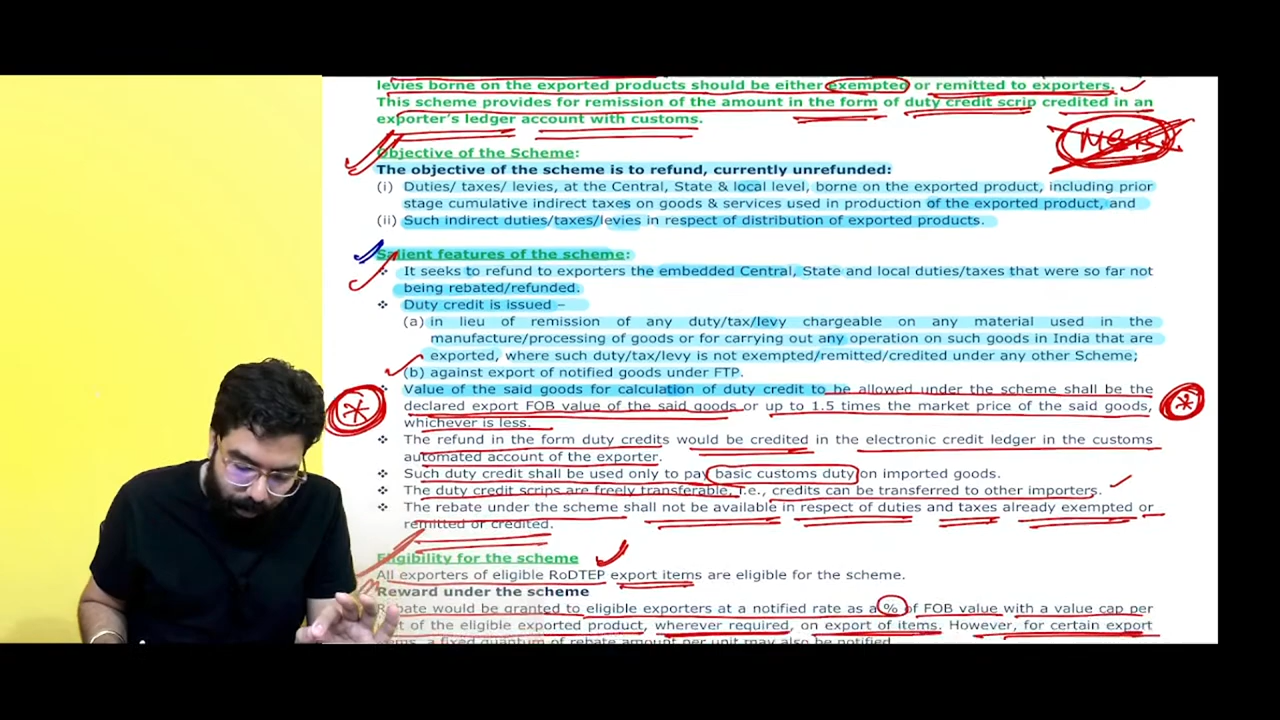 levies borne on the exported products should be either exempted or remitted to exporters.
This scheme provides for remission of the amount in the form of duty credit scrip credited in an
exporter's ledger account with customs.
Objective of the Scheme:
The objective of the scheme is to refund, currently unrefunded:
(i) Duties/ taxes/ levies, at the Central, State & local level, borne on the exported product, including prior
stage cumulative indirect taxes on goods & services used in production of the exported product, and
(ii) Such indirect duties/taxes/levies in respect of distribution of exported products.
Salient features of the scheme:
❖ It seeks to refund to exporters the embedded Central, State and local duties/taxes that were so far not
being rebated/refunded.
❖ Duty credit is issued –
(a) in lieu of remission of any duty/tax/levy chargeable on any material used in the
manufacture/processing of goods or for carrying out any operation on such goods in India that are
exported, where such duty/tax/levy is not exempted/remitted/credited under any other Scheme;
(b) against export of notified goods under FTP.
❖ Value of the said goods for calculation of duty credit to be allowed under the scheme shall be the
declared export FOB value of the said goods or up to 1.5 times the market price of the said goods,
whichever is less.
❖ The refund in the form duty credits would be credited in the electronic credit ledger in the customs
automated account of the exporter.
❖ Such duty credit shall be used only to pay basic customs duty on imported goods.
❖ The duty credit scrips are freely transferable, i.e., credits can be transferred to other importers.
❖ The rebate under the scheme shall not be available in respect of duties and taxes already exempted or
remitted or credited.
Eligibility for the scheme
All exporters of eligible RoDTEP export items are eligible for the scheme.
Reward under the scheme
Rebate would be granted to eligible exporters at a notified rate as a % of FOB value with a value cap per
of the eligible exported product, wherever required, on export of items. However, for certain export
a fixed quantum of rebate amount per unit may also be notified.